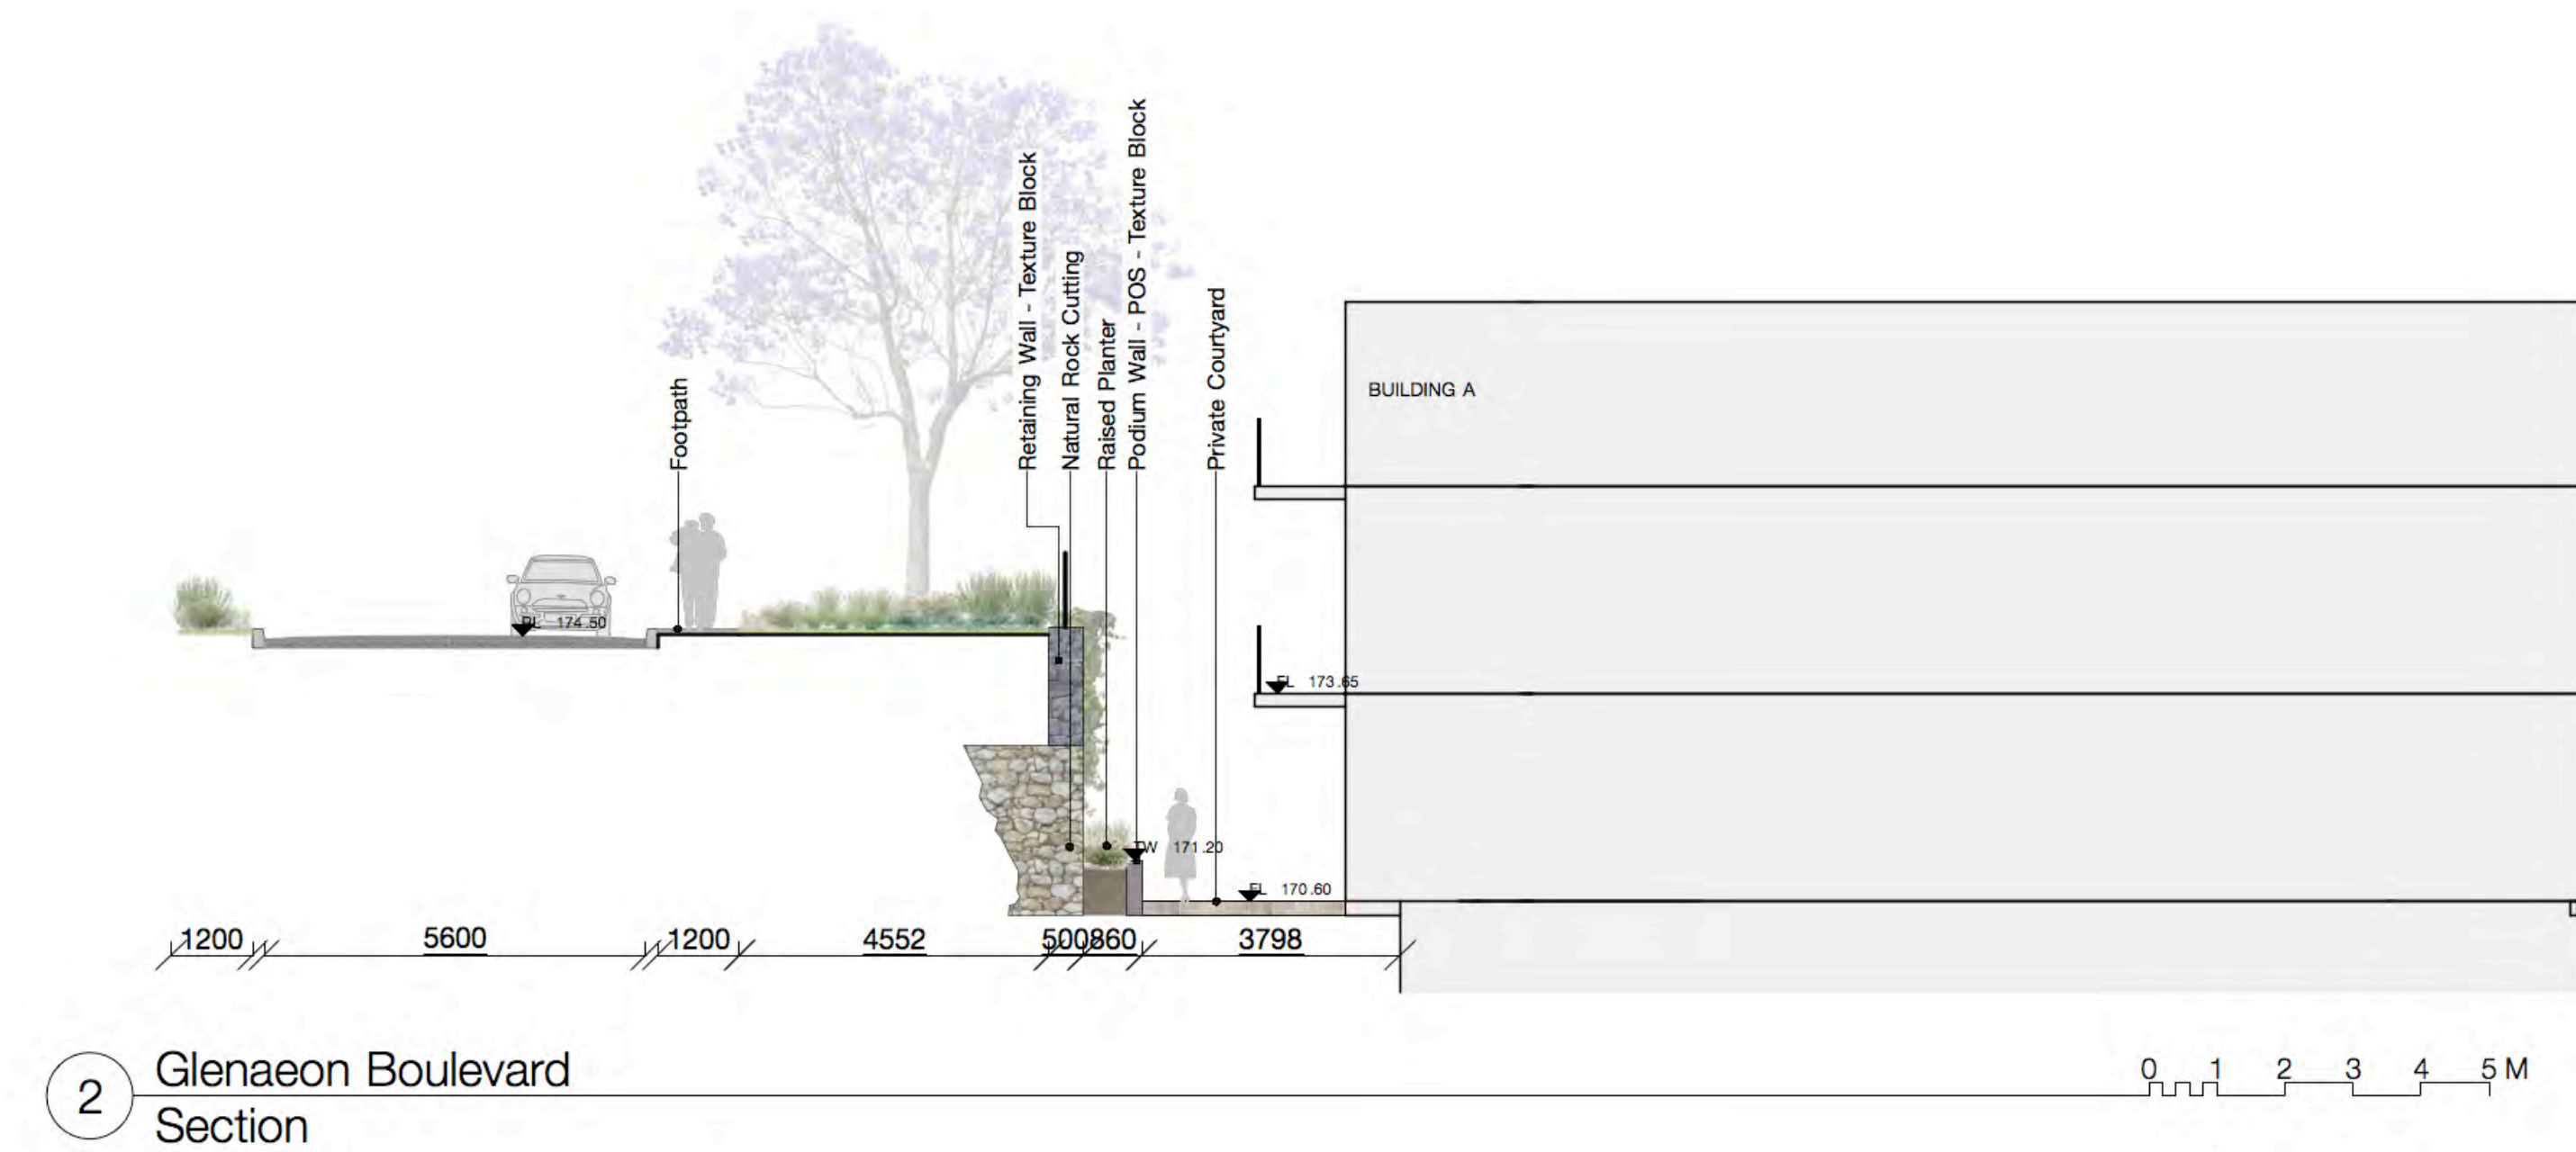 Footpath
Retaining Wall - Texture Block
Natural Rock Cutting
Raised Planter
Podium Wall - POS - Texture Block
Private Courtyard
BUILDING A
RL 174.50
FL 173.65
TW 171.20
FL 170.60
1200
5600
1200
4552
500
860
3798
2
Glenaeon Boulevard
Section
0 1 2 3 4 5 M